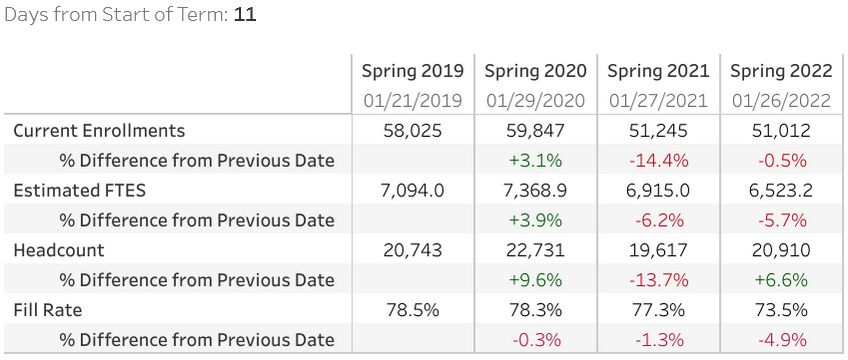 Days from Start of Term: 11
Spring 2019 Spring 2020 Spring 2021 Spring 2022
01/21/2019 01/29/2020 01/27/2021 01/26/2022
Current Enrollments 58,025 59,847 51,245 51,012
% Difference from Previous Date +3.1% -14.4% -0.5%
Estimated FTES 7,094.0 7,368.9 6,915.0 6,523.2
% Difference from Previous Date +3.9% -6.2% -5.7%
Headcount 20,743 22,731 19,617 20,910
% Difference from Previous Date +9.6% -13.7% +6.6%
Fill Rate 78.5% 78.3% 77.3% 73.5%
% Difference from Previous Date -0.3% -1.3% -4.9%